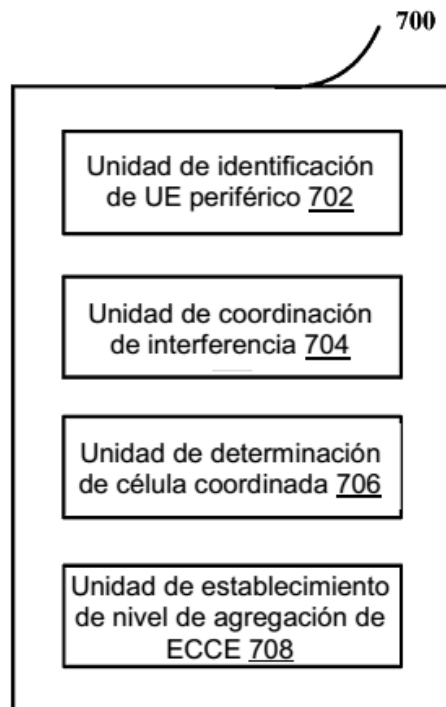 700
Unidad de identificación
de UE periférico 702
Unidad de coordinación
de interferencia 704
Unidad de determinación
de célula coordinada 706
Unidad de establecimiento
de nivel de agregación de
ECCE 708